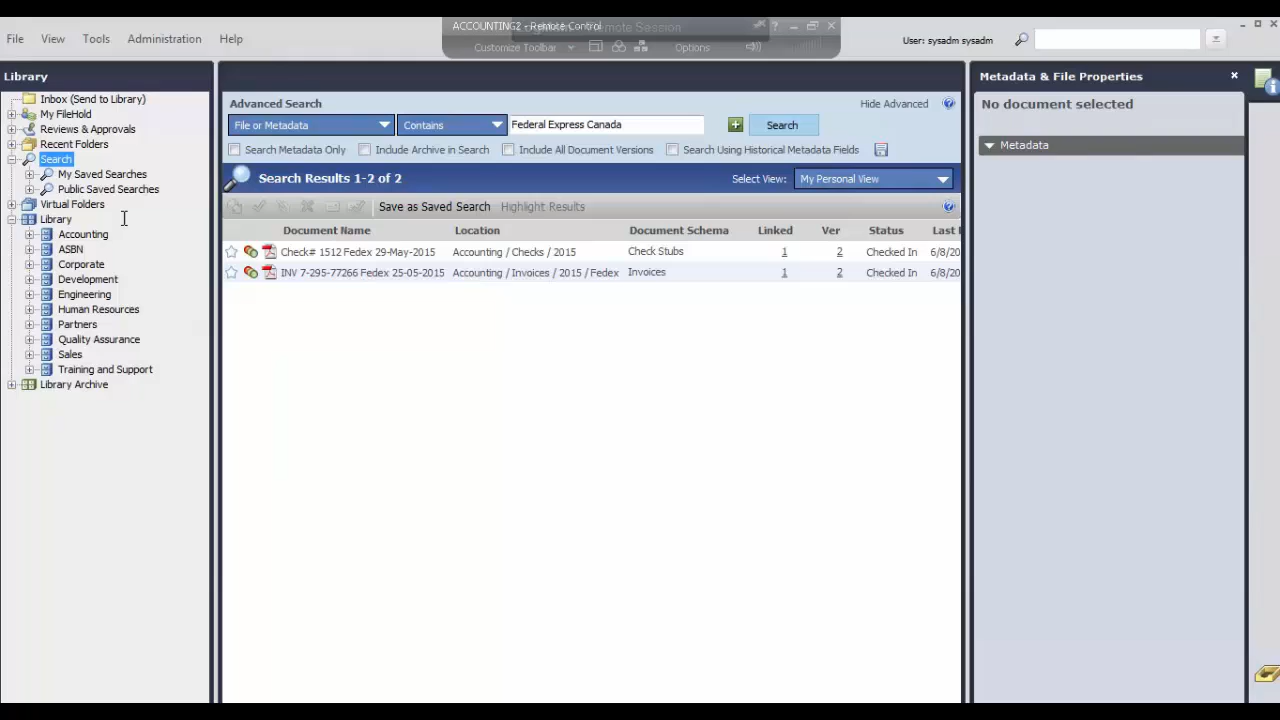 ACCOUNTING2 - Remote Control
File View Tools Administration Help
Customize Toolbar Options
User: sysadm sysadm
Library
Inbox (Send to Library)
My FileHold
Reviews & Approvals
Recent Folders
Search
My Saved Searches
Public Saved Searches
Virtual Folders
Library
Accounting
ASBN
Corporate
Development
Engineering
Human Resources
Partners
Quality Assurance
Sales
Training and Support
Library Archive
Advanced Search Hide Advanced
File or Metadata Contains Federal Express Canada Search
Search Metadata Only Include Archive in Search Include All Document Versions Search Using Historical Metadata Fields
Search Results 1-2 of 2 Select View: My Personal View
Save as Saved Search Highlight Results
Document Name Location Document Schema Linked Ver Status Last
Check# 1512 Fedex 29-May-2015 Accounting / Checks / 2015 Check Stubs 1 2 Checked In 6/8/20
INV 7-295-77266 Fedex 25-05-2015 Accounting / Invoices / 2015 / Fedex Invoices 1 2 Checked In 6/8/20
Metadata & File Properties
No document selected
Metadata